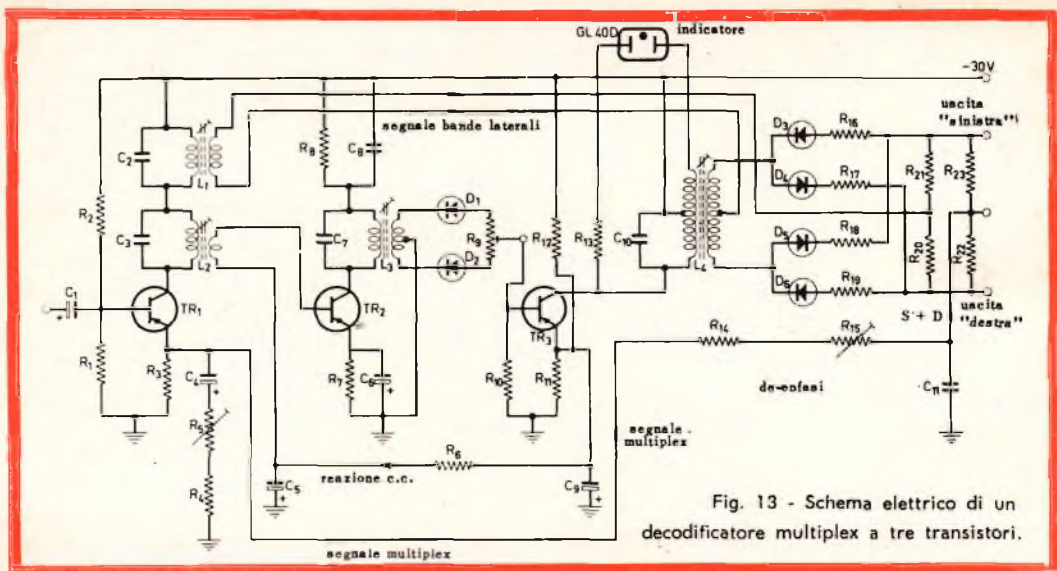 GL 40D
indicatore
-30V
uscita
"sinistra"
segnale bande laterali
C2
L1
R8
C8
D3
R16
D4
R17
R21
R23
R2
C3
L2
C7
L3
D1
R9
D2
R12
R13
C10
L4
D5
R18
D6
R19
R20
R22
C1
+
TR1
TR2
TR3
S + D
uscita
"destra"
R1
R3
C4
+
R5
R4
R7
C6
+
R10
R11
R14
R15
de-enfasi
C11
segnale
multiplex
R6
reazione c.c.
C5
+
C9
+
segnale multiplex
Fig. 13 - Schema elettrico di un
decodificatore multiplex a tre transistori.